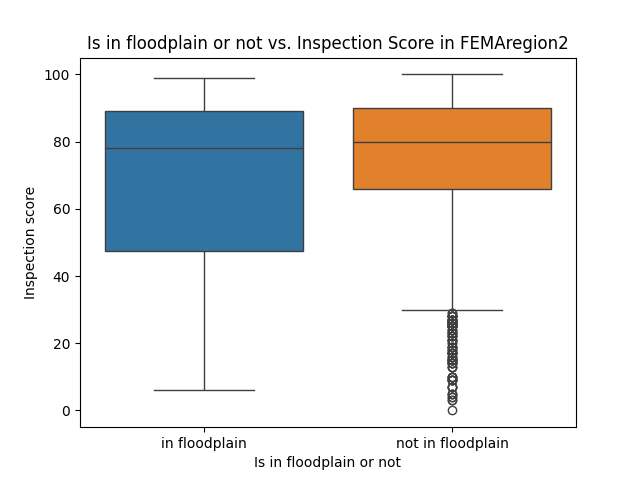 Is in floodplain or not vs. Inspection Score in FEMAregion2
Inspection score
100
80
60
40
20
0
in floodplain
not in floodplain
Is in floodplain or not